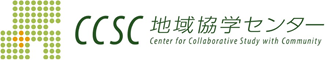 CCSC 地域協学センター
Center for Collaborative Study with Community